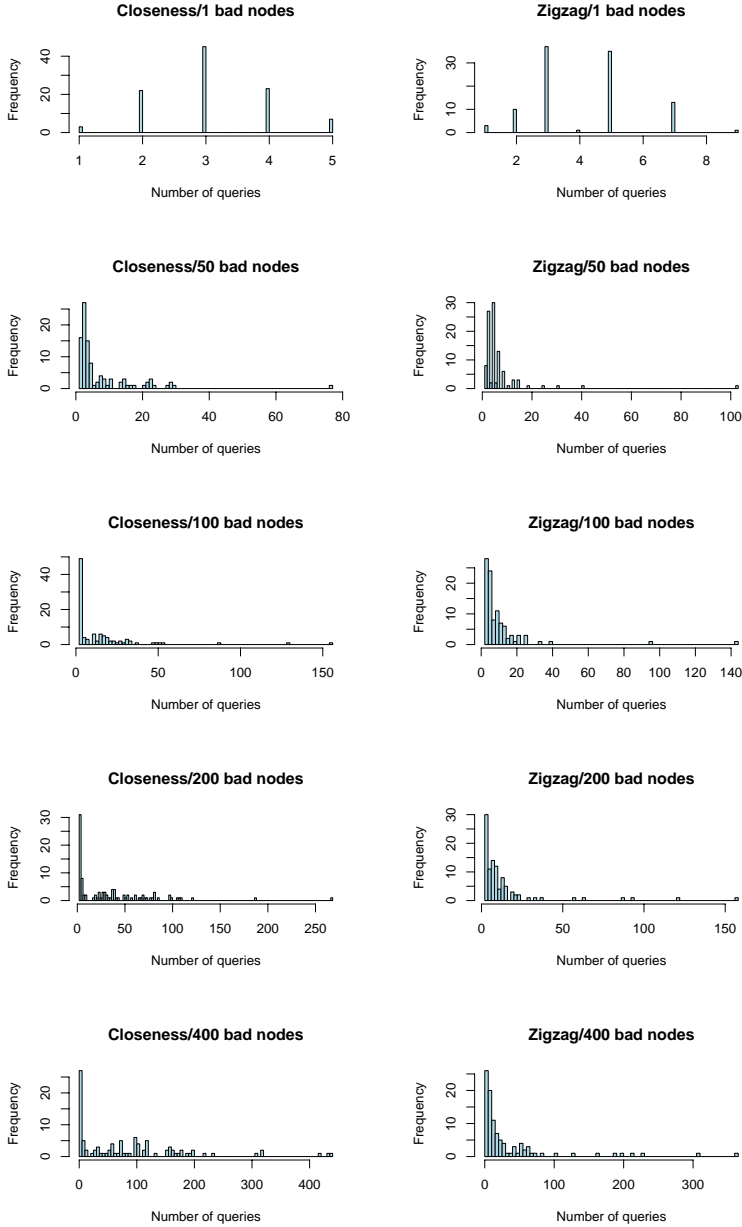 Closeness/1 bad nodes
Frequency
0 20 40
1 2 3 4 5
Number of queries
Zigzag/1 bad nodes
Frequency
0 10 30
2 4 6 8
Number of queries
Closeness/50 bad nodes
Frequency
0 10 20
0 20 40 60 80
Number of queries
Zigzag/50 bad nodes
Frequency
0 10 20 30
0 20 40 60 80 100
Number of queries
Closeness/100 bad nodes
Frequency
0 20 40
0 50 100 150
Number of queries
Zigzag/100 bad nodes
Frequency
0 10 20
0 20 40 60 80 100 120 140
Number of queries
Closeness/200 bad nodes
Frequency
0 10 20 30
0 50 100 150 200 250
Number of queries
Zigzag/200 bad nodes
Frequency
0 10 20 30
0 50 100 150
Number of queries
Closeness/400 bad nodes
Frequency
0 10 20
0 100 200 300 400
Number of queries
Zigzag/400 bad nodes
Frequency
0 10 20
0 100 200 300
Number of queries